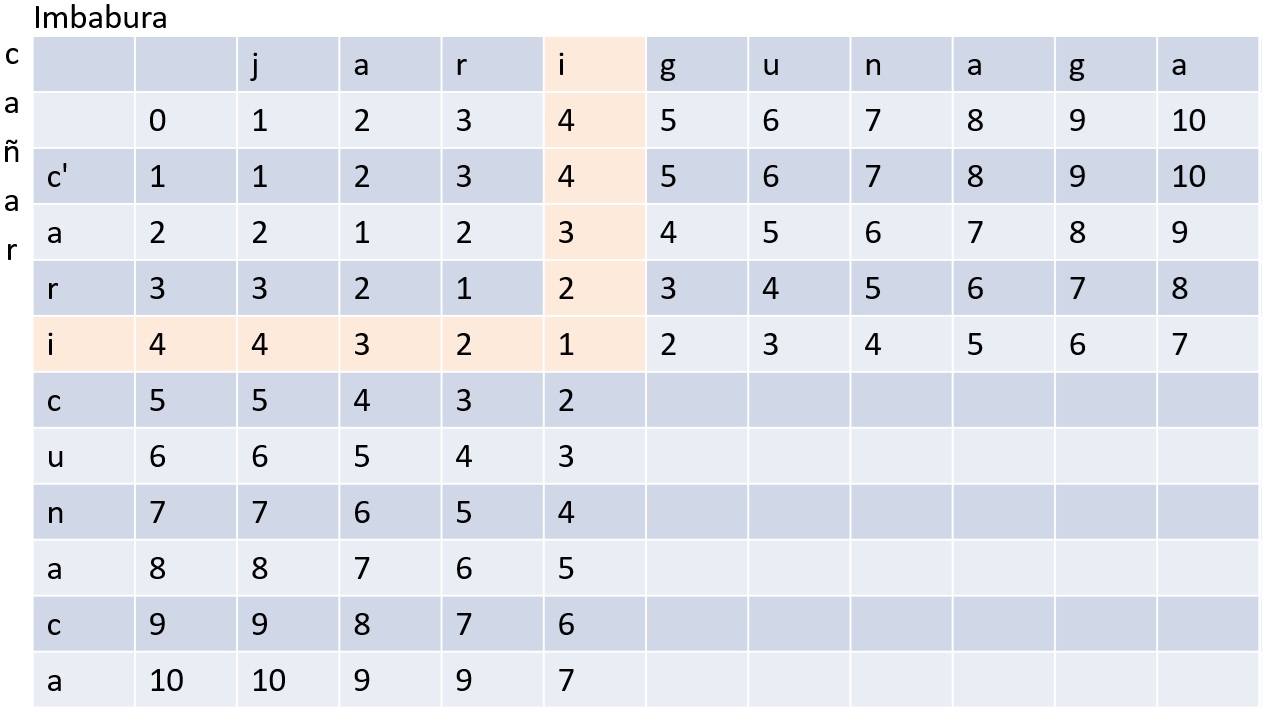 Imbabura
c
a
ñ
a
r
j a r i g u n a g a
0 1 2 3 4 5 6 7 8 9 10
c' 1 1 2 3 4 5 6 7 8 9 10
a 2 2 1 2 3 4 5 6 7 8 9
r 3 3 2 1 2 3 4 5 6 7 8
i 4 4 3 2 1 2 3 4 5 6 7
c 5 5 4 3 2
u 6 6 5 4 3
n 7 7 6 5 4
a 8 8 7 6 5
c 9 9 8 7 6
a 10 10 9 9 7